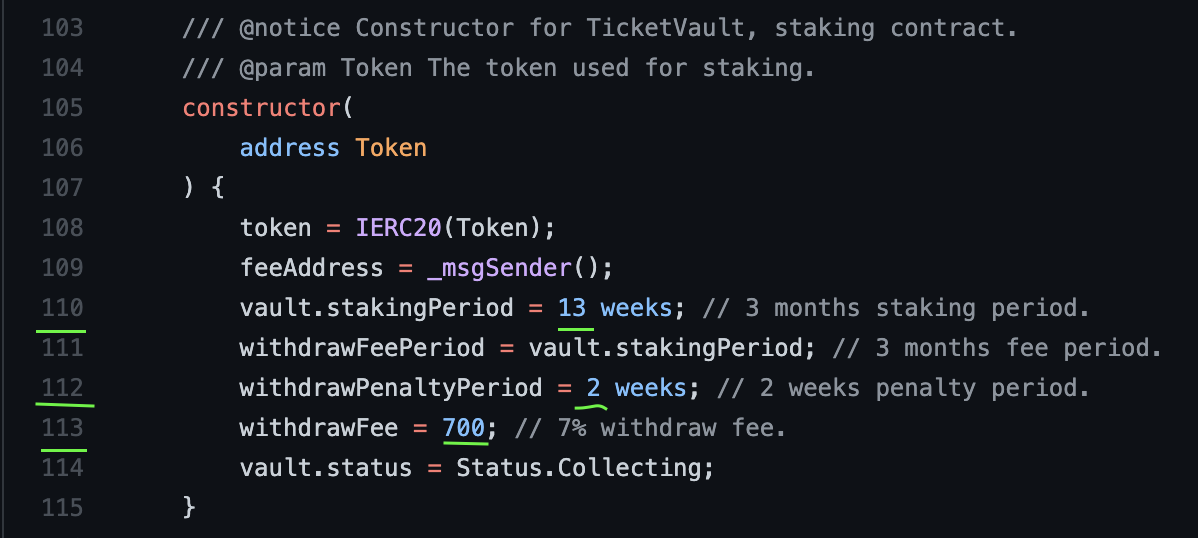 103 /// @notice Constructor for TicketVault, staking contract.
104 /// @param Token The token used for staking.
105 constructor(
106 address Token
107 ) {
108 token = IERC20(Token);
109 feeAddress = _msgSender();
110 vault.stakingPeriod = 13 weeks; // 3 months staking period.
111 withdrawFeePeriod = vault.stakingPeriod; // 3 months fee period.
112 withdrawPenaltyPeriod = 2 weeks; // 2 weeks penalty period.
113 withdrawFee = 700; // 7% withdraw fee.
114 vault.status = Status.Collecting;
115 }